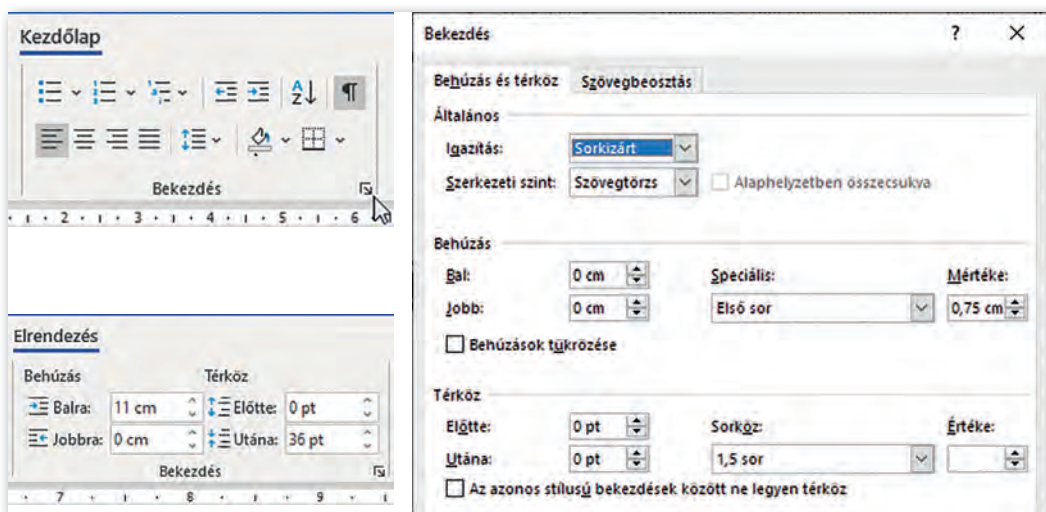 Kezdőlap
Bekezdés
2 3 4 5 6
Elrendezés
Behúzás Térköz
Balra: 11 cm Előtte: 0 pt
Jobbra: 0 cm Utána: 36 pt
Bekezdés
7 8 9
Bekezdés ? ✕
Behúzás és térköz Szövegbeosztás
Általános
Igazítás: Sorkizárt
Szerkezeti szint: Szövegtörzs Alaphelyzetben összecsukva
Behúzás
Bal: 0 cm Speciális: Mértéke:
Jobb: 0 cm Első sor 0,75 cm
Behúzások tükrözése
Térköz
Előtte: 0 pt Sorköz: Értéke:
Utána: 0 pt 1,5 sor
Az azonos stílusú bekezdések között ne legyen térköz